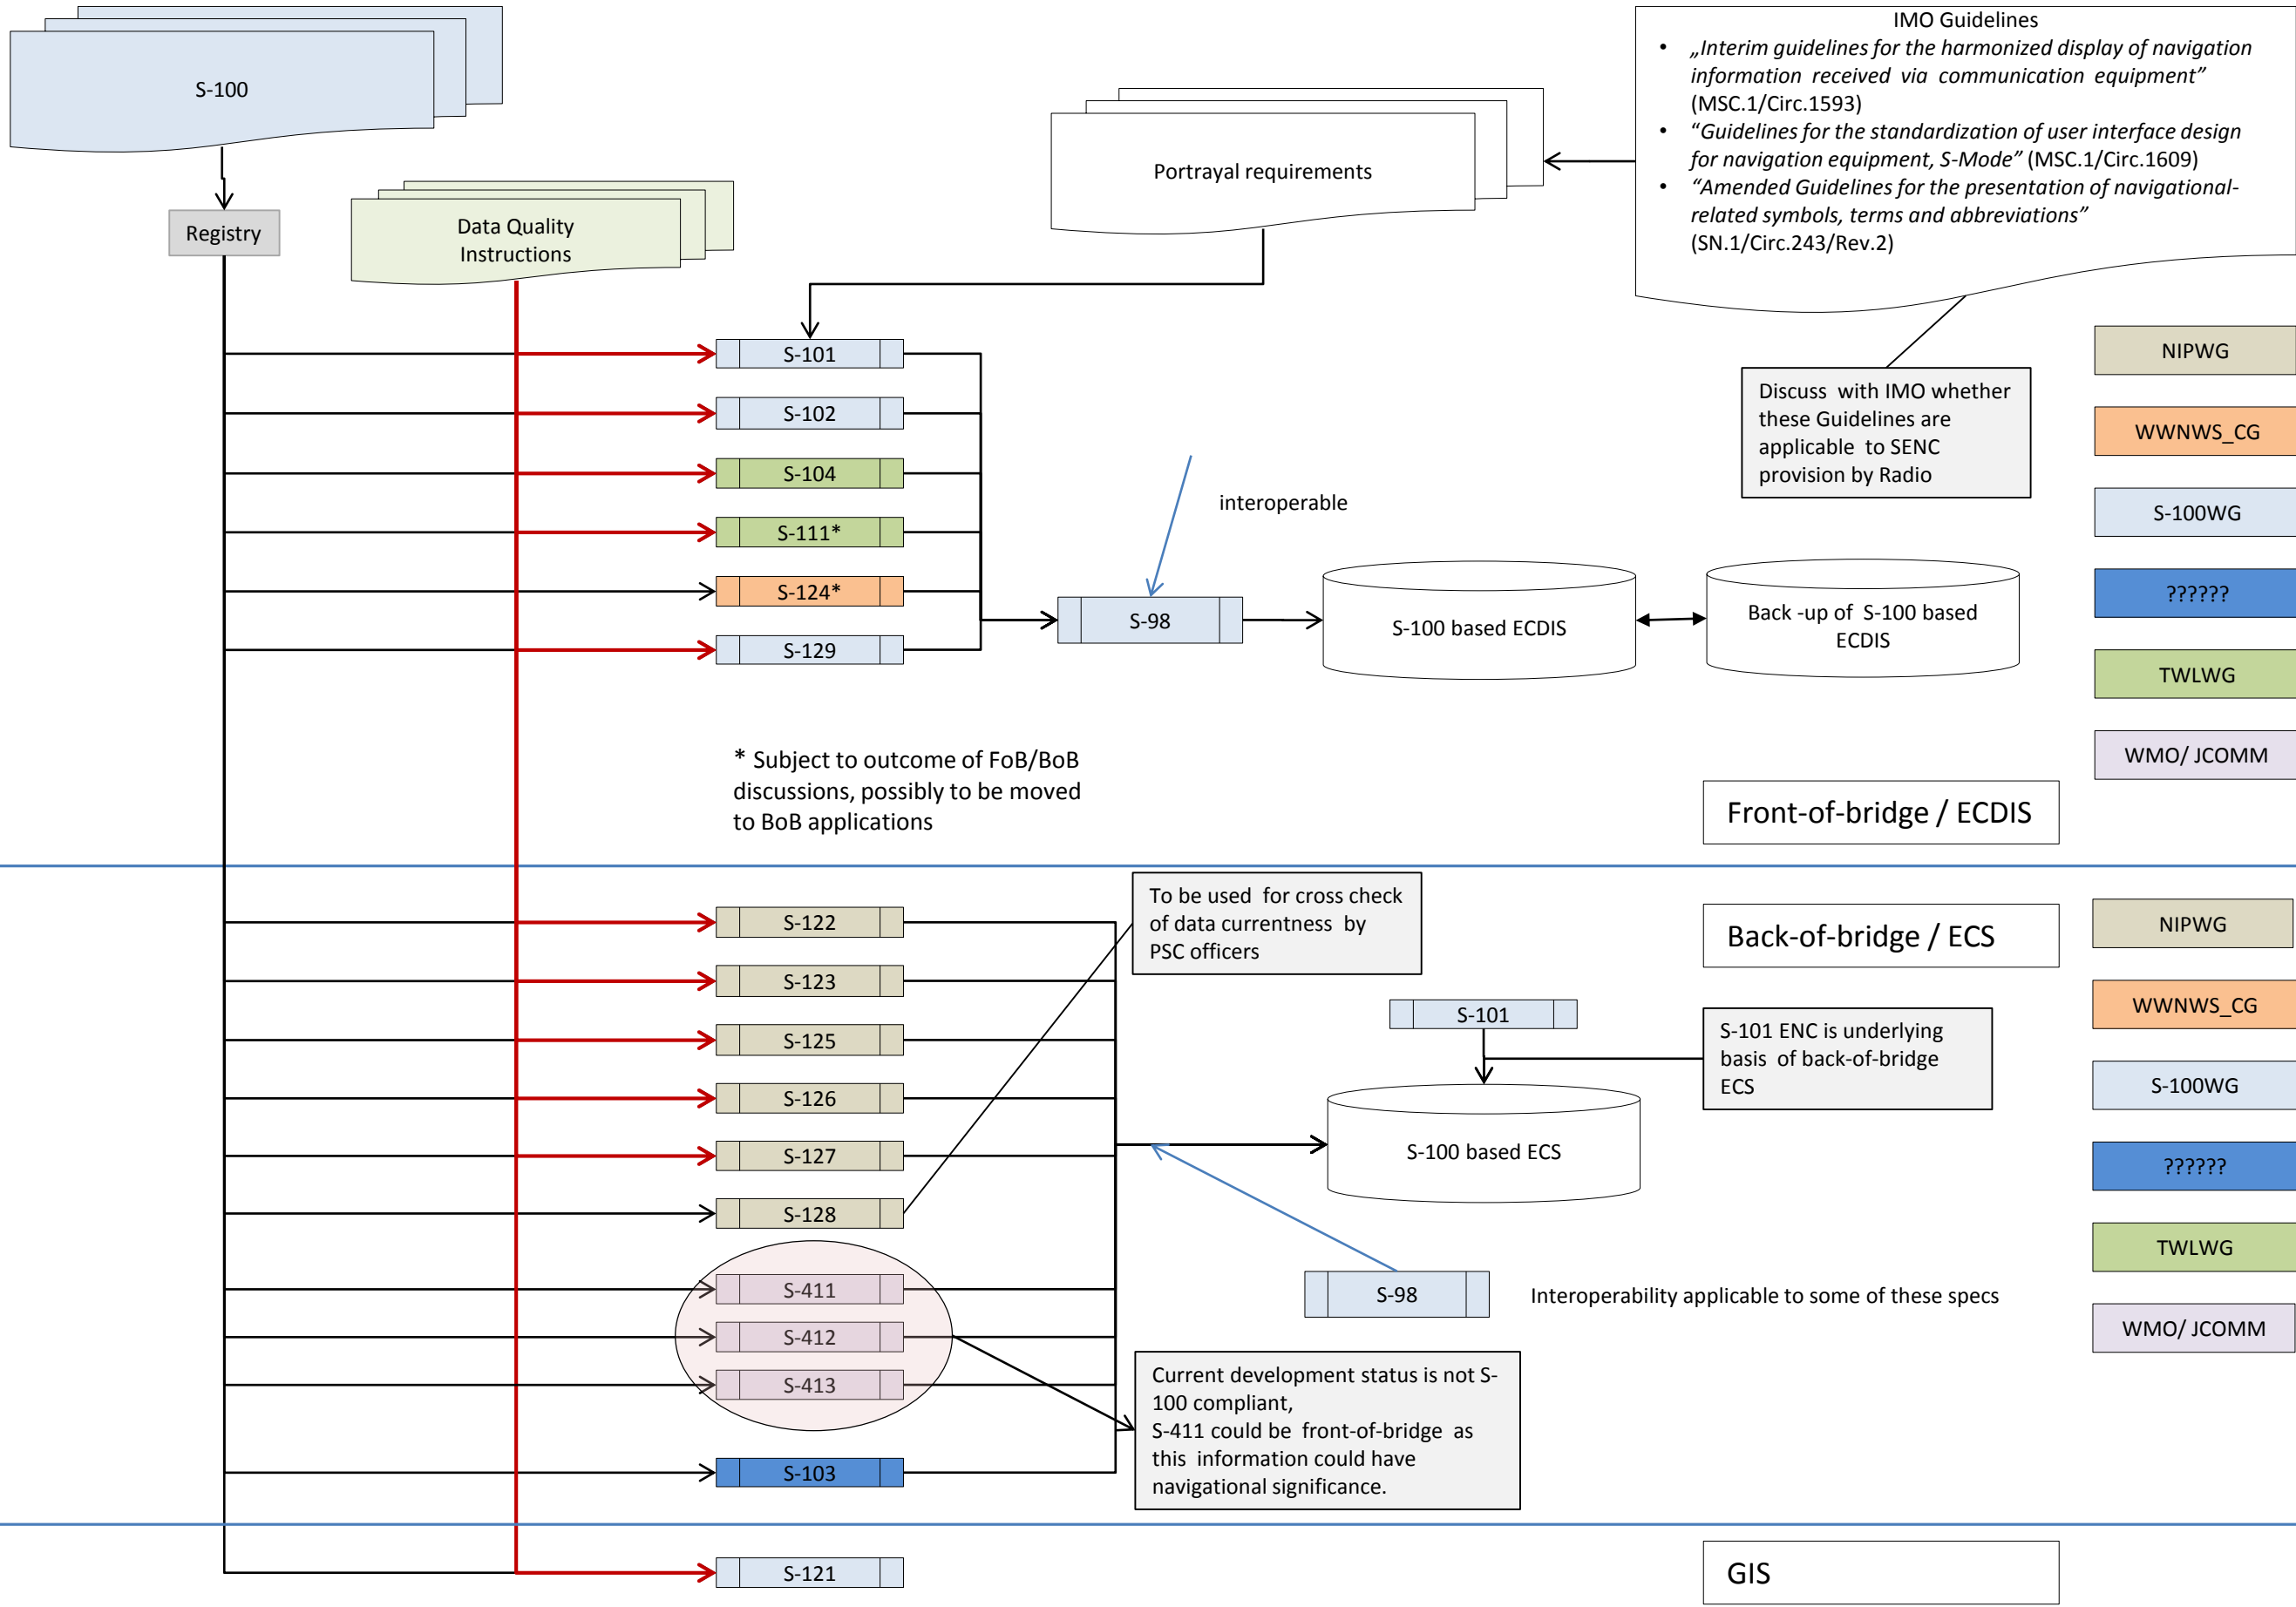 S-100
IMO Guidelines
• „Interim guidelines for the harmonized display of navigation
information received via communication equipment”
(MSC.1/Circ.1593)
• “Guidelines for the standardization of user interface design
for navigation equipment, S-Mode” (MSC.1/Circ.1609)
• “Amended Guidelines for the presentation of navigational-
related symbols, terms and abbreviations”
(SN.1/Circ.243/Rev.2)
Portrayal requirements
Registry
Data Quality
Instructions
S-101
S-102
S-104
S-111*
S-124*
S-129
interoperable
S-98
S-100 based ECDIS
Back -up of S-100 based
ECDIS
Discuss with IMO whether
these Guidelines are
applicable to SENC
provision by Radio
NIPWG
WWNWS_CG
S-100WG
??????
TWLWG
WMO/ JCOMM
* Subject to outcome of FoB/BoB
discussions, possibly to be moved
to BoB applications
Front-of-bridge / ECDIS
Back-of-bridge / ECS
S-122
S-123
S-125
S-126
S-127
S-128
S-411
S-412
S-413
S-103
To be used for cross check
of data currentness by
PSC officers
S-101
S-101 ENC is underlying
basis of back-of-bridge
ECS
S-100 based ECS
S-98
Interoperability applicable to some of these specs
Current development status is not S-
100 compliant,
S-411 could be front-of-bridge as
this information could have
navigational significance.
NIPWG
WWNWS_CG
S-100WG
??????
TWLWG
WMO/ JCOMM
S-121
GIS